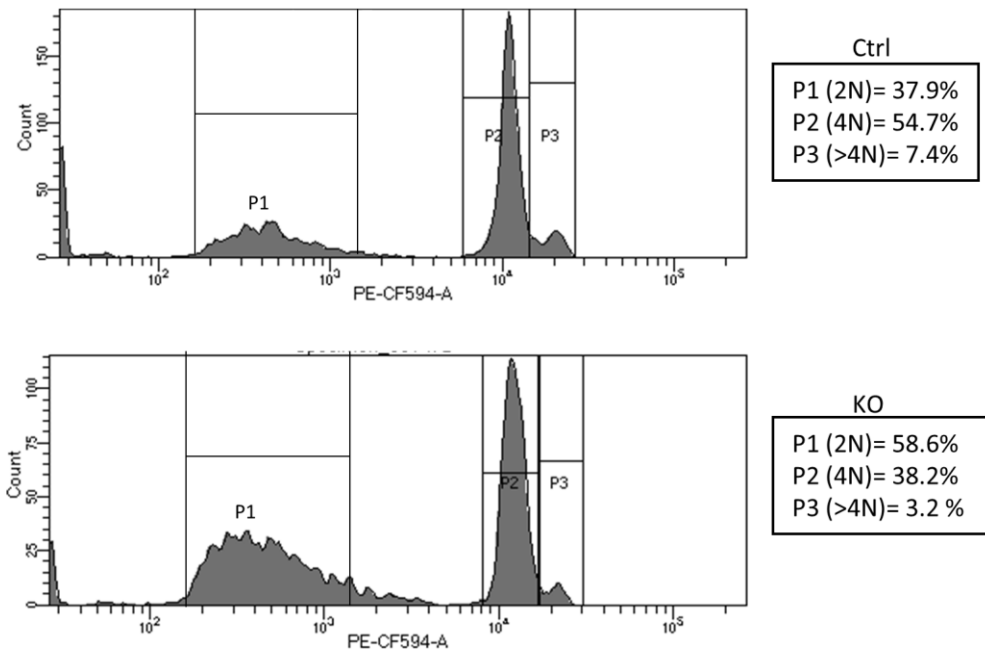 Ctrl
P1 (2N)= 37.9%
P2 (4N)= 54.7%
P3 (>4N)= 7.4%
Count
150
100
50
0
P1
P2
P3
10²
10³
10⁴
10⁵
PE-CF594-A
KO
P1 (2N)= 58.6%
P2 (4N)= 38.2%
P3 (>4N)= 3.2 %
Count
100
75
50
25
0
P1
P2
P3
10²
10³
10⁴
10⁵
PE-CF594-A